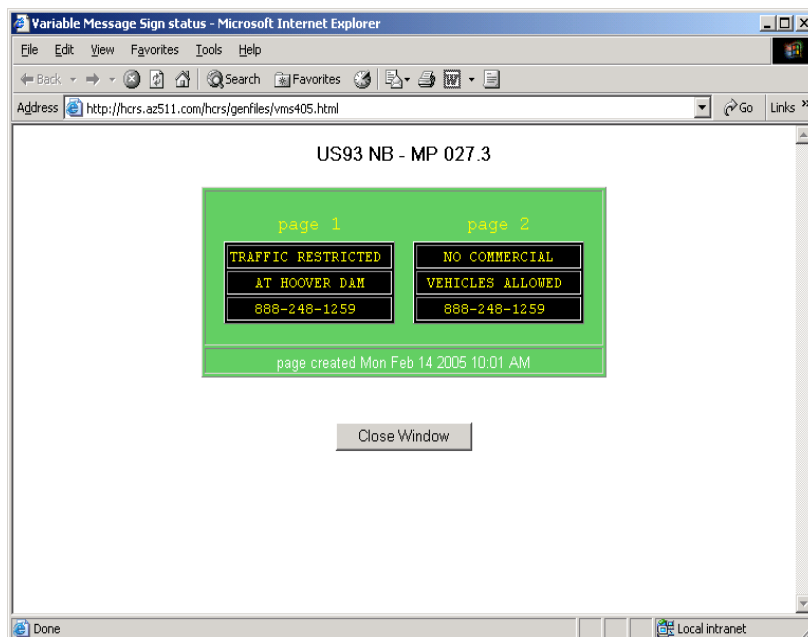 Variable Message Sign status - Microsoft Internet Explorer
File Edit View Favorites Tools Help
Back Search Favorites
Address http://hcrs.az511.com/hcrs/genfiles/vms405.html Go Links »
US93 NB - MP 027.3
page 1 page 2
TRAFFIC RESTRICTED NO COMMERCIAL
AT HOOVER DAM VEHICLES ALLOWED
888-248-1259 888-248-1259
page created Mon Feb 14 2005 10:01 AM
Close Window
Done Local intranet